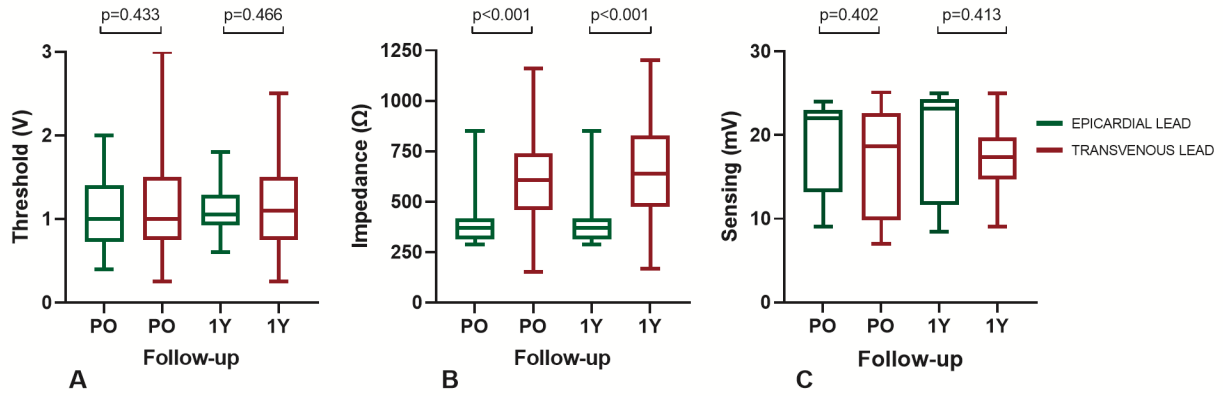 p=0.433 p=0.466
Threshold (V)
3
2
1
0
PO PO 1Y 1Y
Follow-up
A
p<0.001 p<0.001
Impedance (Ω)
1250
1000
750
500
250
0
PO PO 1Y 1Y
Follow-up
B
p=0.402 p=0.413
Sensing (mV)
30
20
10
0
PO PO 1Y 1Y
Follow-up
C
EPICARDIAL LEAD
TRANSVENOUS LEAD